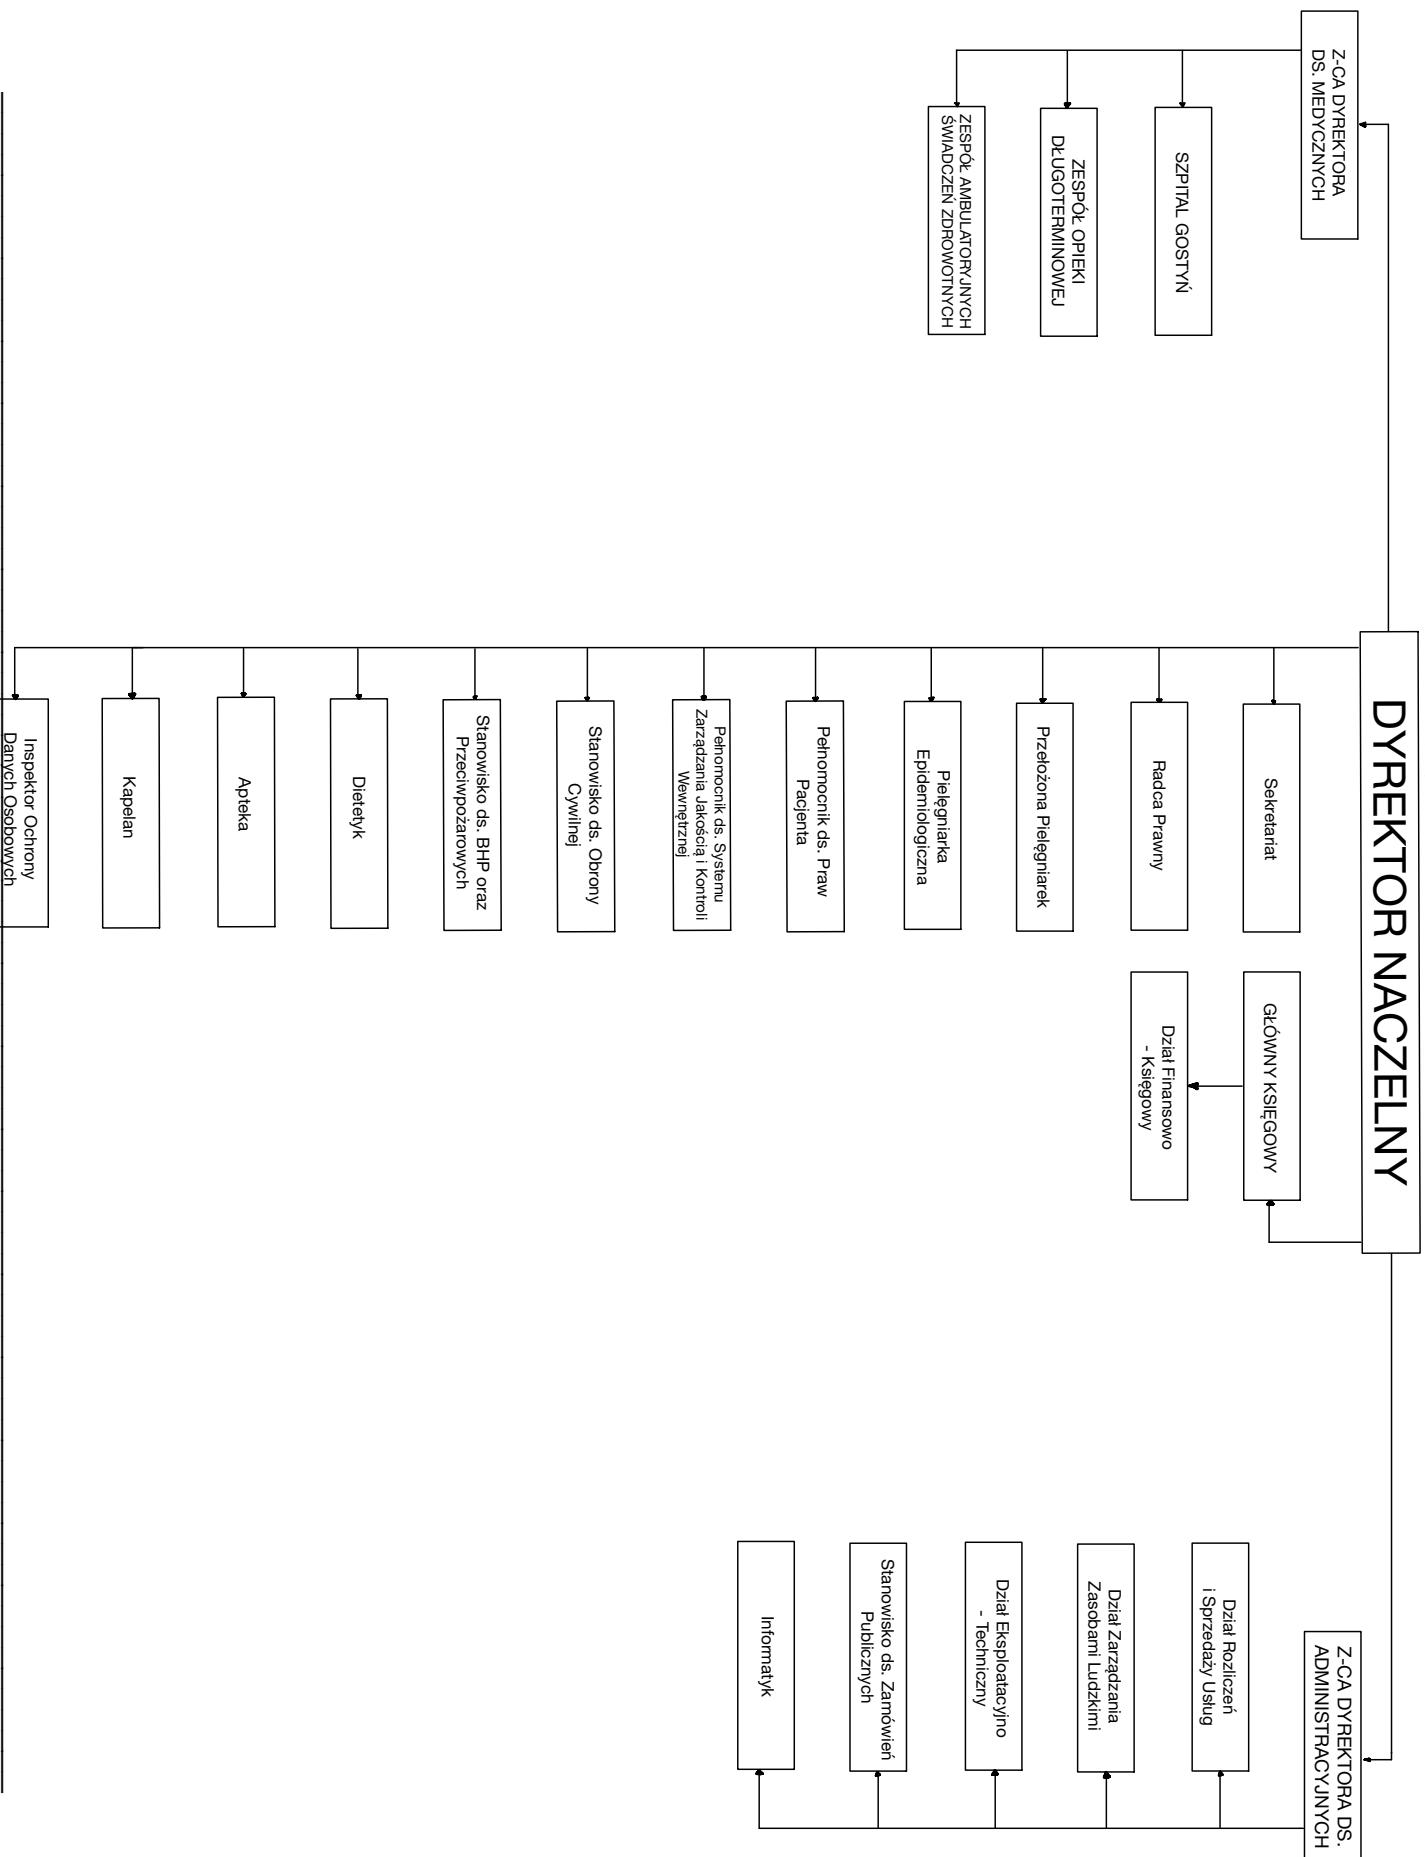 DYREKTOR NACZELNY
Z-CA DYREKTORA
DS. MEDYCZNYCH
SZPITAL GOSTYŃ
ZESPÓŁ OPIEKI
DŁUGOTERMINOWEJ
ZESPÓŁ AMBULATORYJNYCH
ŚWIADCZEŃ ZDROWOTNYCH
Sekretariat
Radca Prawny
Przełożona Pielęgniarek
Pielęgniarka
Epidemiologiczna
Pełnomocnik ds. Praw
Pacjenta
Pełnomocnik ds. Systemu
Zarządzania Jakością i Kontroli
Wewnętrznej
Stanowisko ds. Obrony
Cywilnej
Stanowisko ds. BHP oraz
Przeciwpożarowych
Dietetyk
Apteka
Kapelan
Inspektor Ochrony
Danych Osobowych
GŁÓWNY KSIĘGOWY
Dział Finansowo
- Księgowy
Z-CA DYREKTORA DS.
ADMINISTRACYJNYCH
Dział Rozliczeń
i Sprzedaży Usług
Dział Zarządzania
Zasobami Ludzkimi
Dział Eksploatacyjno
- Techniczny
Stanowisko ds. Zamówień
Publicznych
Informatyk